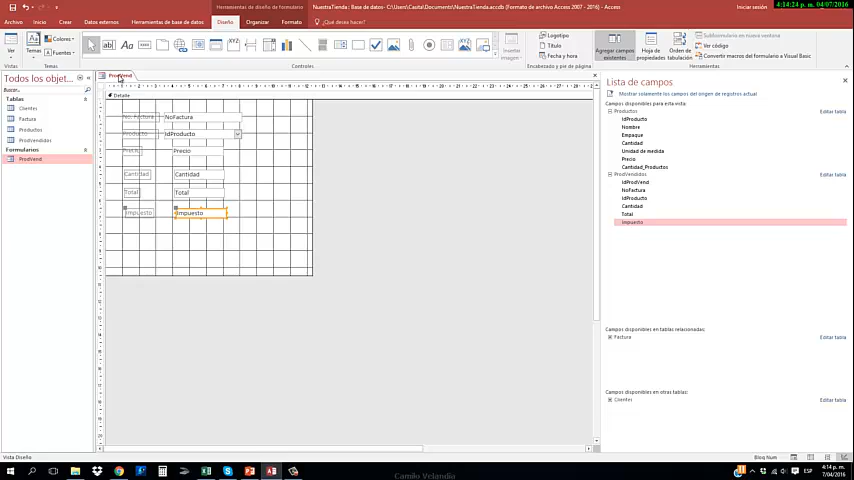 Herramientas de diseño de formulario
NuestraTienda : Base de datos- C:\Users\Casita\Documents\NuestraTienda.accdb (Formato de archivo Access 2007 - 2016) - Access
Iniciar sesión
4:14:24 p. m. 04/07/2016
Archivo
Inicio
Crear
Datos externos
Herramientas de base de datos
Diseño
Organizar
Formato
¿Qué desea hacer?
Ver
Temas
Colores
Fuentes
Aa
XYZ
Insertar
imagen
Logotipo
Título
Fecha y hora
Agregar campos
existentes
Hoja de
propiedades
Orden de
tabulación
Subformulario en nueva ventana
Ver código
Convertir macros del formulario a Visual Basic
Vistas
Temas
Controles
Encabezado y pie de página
Herramientas
Todos los objet...
Buscar...
Tablas
Clientes
Factura
Productos
ProdVendidos
Formularios
ProdVend
ProdVend
Detalle
No. Factura
NoFactura
Producto
IdProducto
Precio
Precio
Cantidad
Cantidad
Total
Total
Impuesto
Impuesto
Lista de campos
Mostrar solamente los campos del origen de registros actual
Campos disponibles para esta vista:
Productos
Editar tabla
IdProducto
Nombre
Empaque
Cantidad
Unidad de medida
Precio
Cantidad_Productos
ProdVendidos
Editar tabla
IdProdVend
NoFactura
IdProducto
Cantidad
Total
Impuesto
Campos disponibles en tablas relacionadas:
Factura
Editar tabla
Campos disponibles en otras tablas:
Clientes
Editar tabla
Vista Diseño
Bloq Num
ESP
4:14 p. m.
7/04/2016
Camilo Velandia